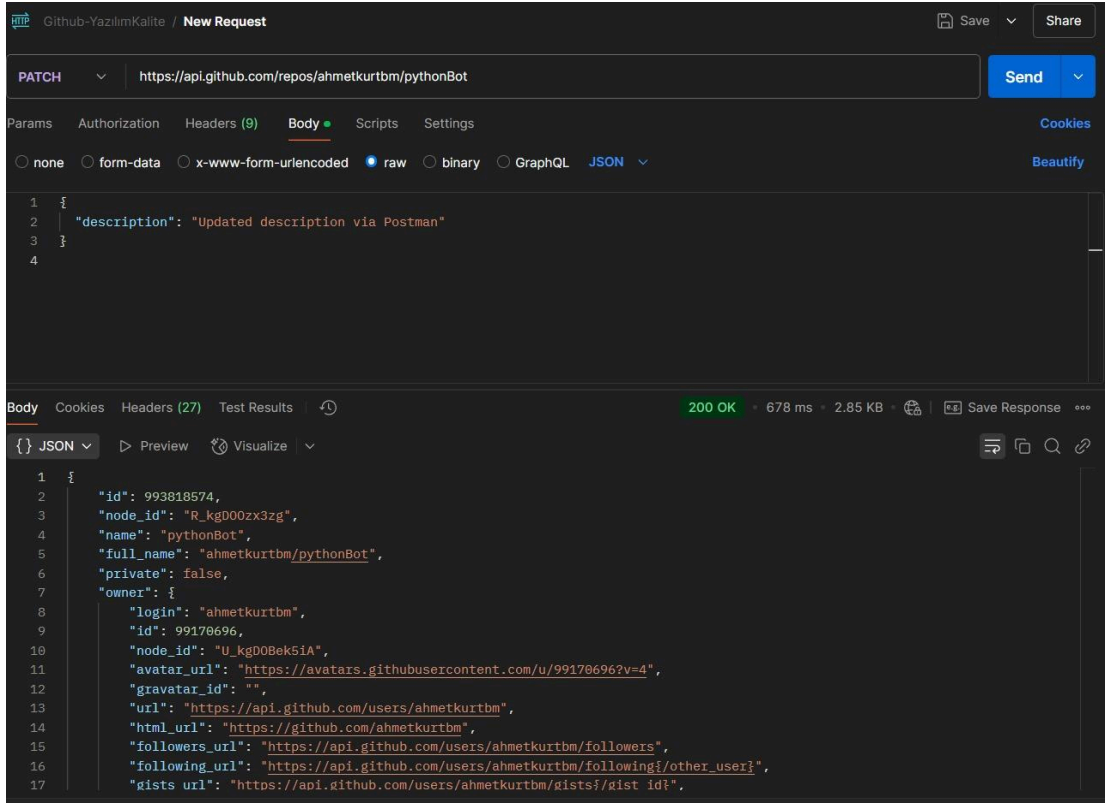 HTTP Github-YazılımKalite / New Request Save Share
PATCH https://api.github.com/repos/ahmetkurtbm/pythonBot Send
Params Authorization Headers (9) Body Scripts Settings Cookies
none form-data x-www-form-urlencoded raw binary GraphQL JSON Beautify
1 {
2 "description": "Updated description via Postman"
3 }
4
Body Cookies Headers (27) Test Results 200 OK 678 ms 2.85 KB e.g. Save Response
{} JSON Preview Visualize
1 {
2 "id": 993818574,
3 "node_id": "R_kgDOOzx3zg",
4 "name": "pythonBot",
5 "full_name": "ahmetkurtbm/pythonBot",
6 "private": false,
7 "owner": {
8 "login": "ahmetkurtbm",
9 "id": 99170696,
10 "node_id": "U_kgDOBek5iA",
11 "avatar_url": "https://avatars.githubusercontent.com/u/99170696?v=4",
12 "gravatar_id": "",
13 "url": "https://api.github.com/users/ahmetkurtbm",
14 "html_url": "https://github.com/ahmetkurtbm",
15 "followers_url": "https://api.github.com/users/ahmetkurtbm/followers",
16 "following_url": "https://api.github.com/users/ahmetkurtbm/following{/other_user}",
17 "gists_url": "https://api.github.com/users/ahmetkurtbm/gists{/gist_id}",